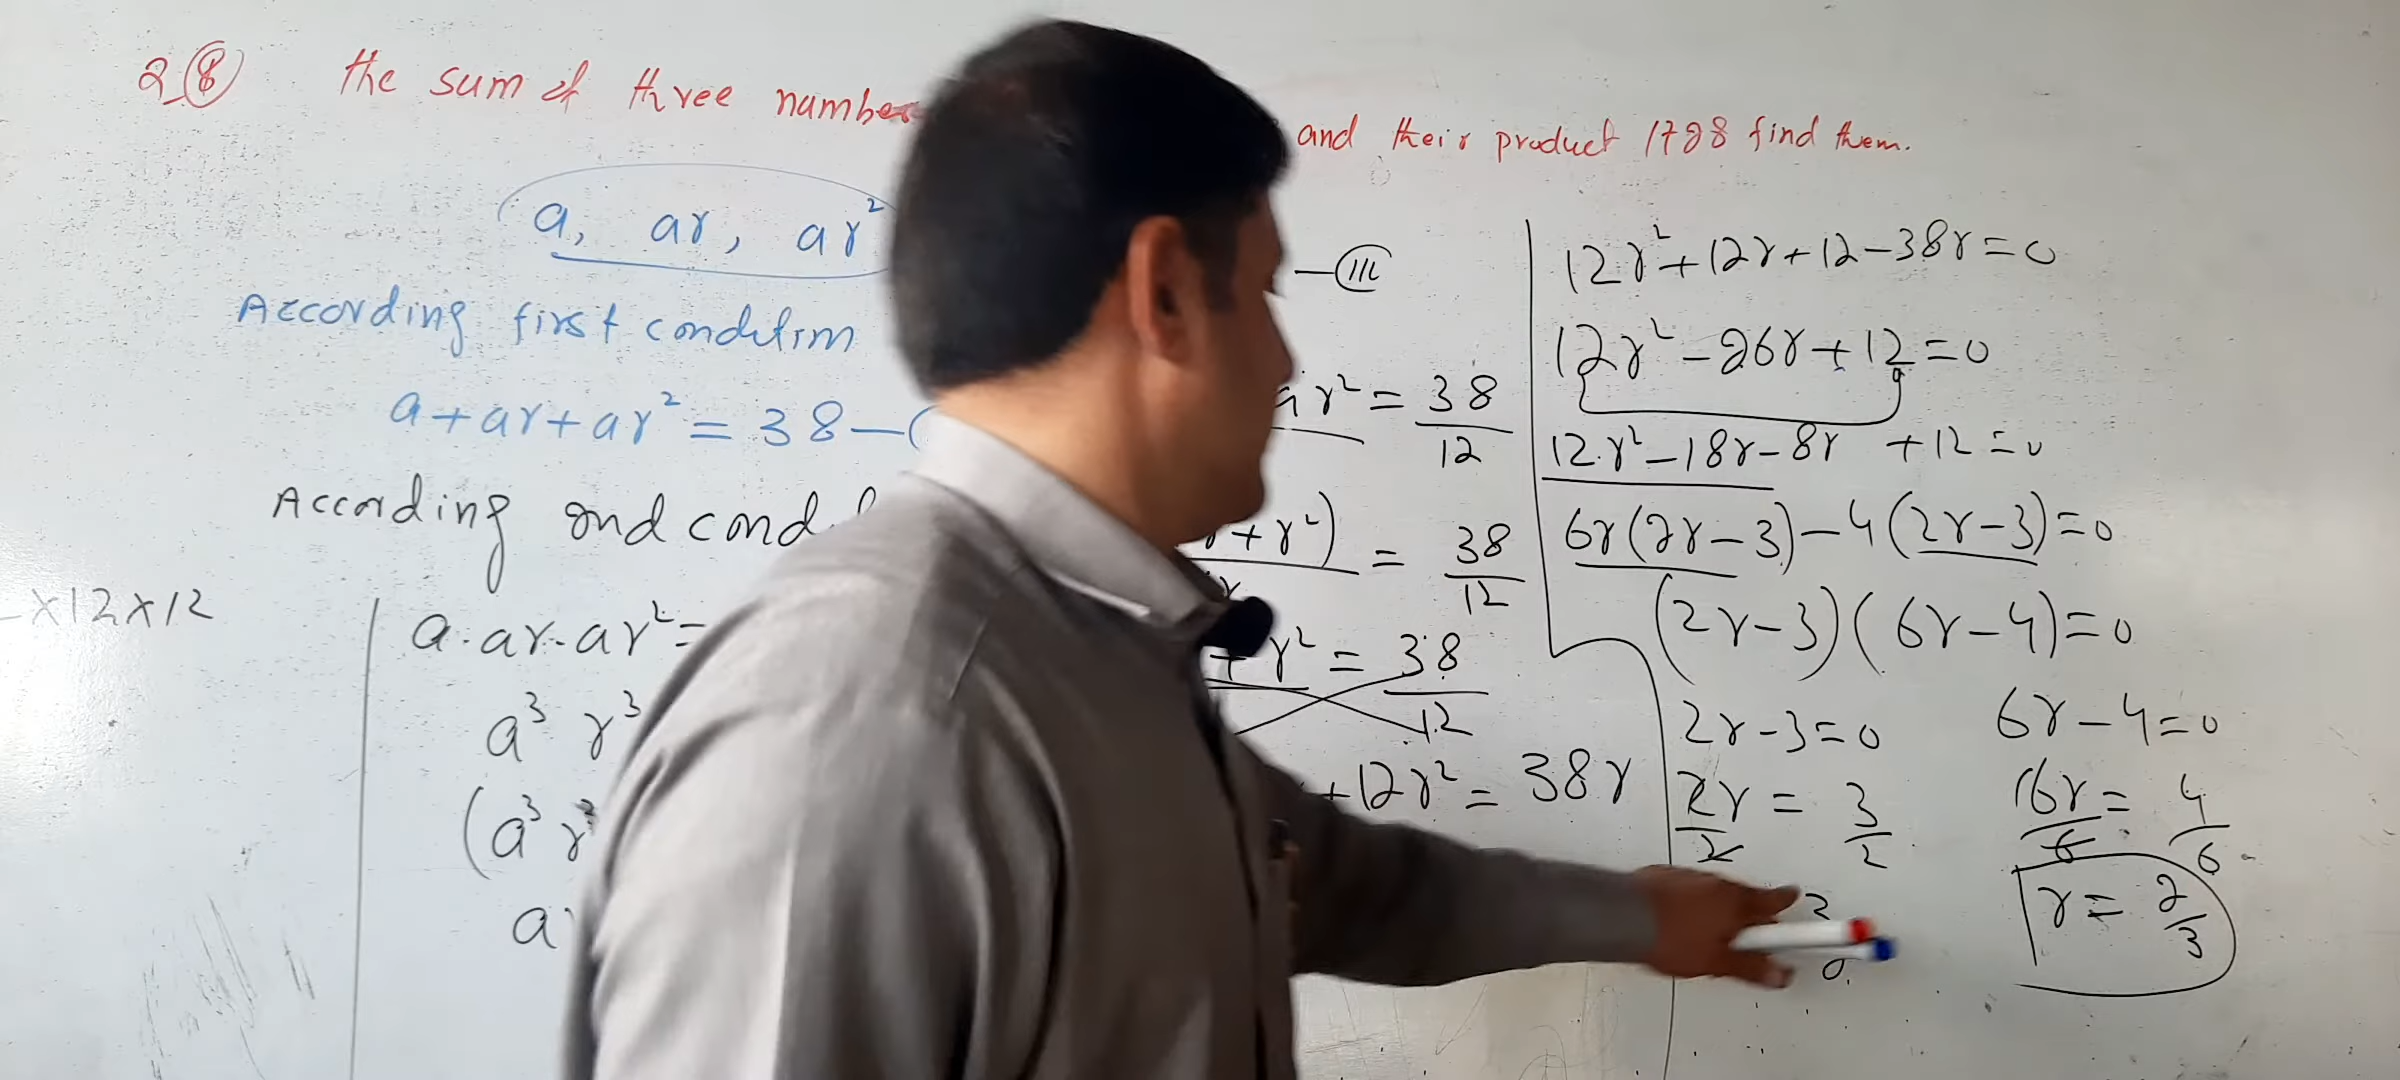 Q 8 the sum of three number and their product 1728 find them.
a, ar, ar²
According first condition
a+ar+ar² = 38 —
According 2nd cond
×12×12
a·ar·ar² =
a³ r³
(a³ r³
a
— III
ar² = 38/12
r+r²) = 38/12
+ r² = 38/12
+12r² = 38r
12r²+12r+12−38r=0
12r²−26r+12=0
12r²−18r−8r +12=0
6r(2r−3)−4(2r−3)=0
(2r−3)(6r−4)=0
2r−3=0 6r−4=0
2r/2 = 3/2 6r/6 = 4/6
r = 2/3